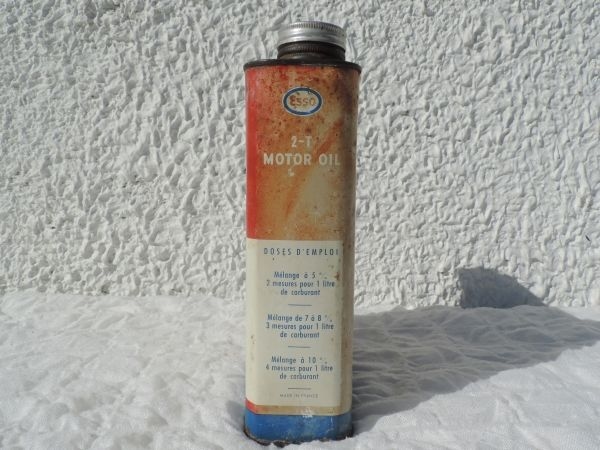 Esso
2-T
MOTOR OIL
DOSES D'EMPLOI
Mélange à 5 %
2 mesures pour 1 litre
de carburant
Mélange de 7 à 8 %
3 mesures pour 1 litre
de carburant
Mélange à 10 %
4 mesures pour 1 litre
de carburant
MADE IN FRANCE